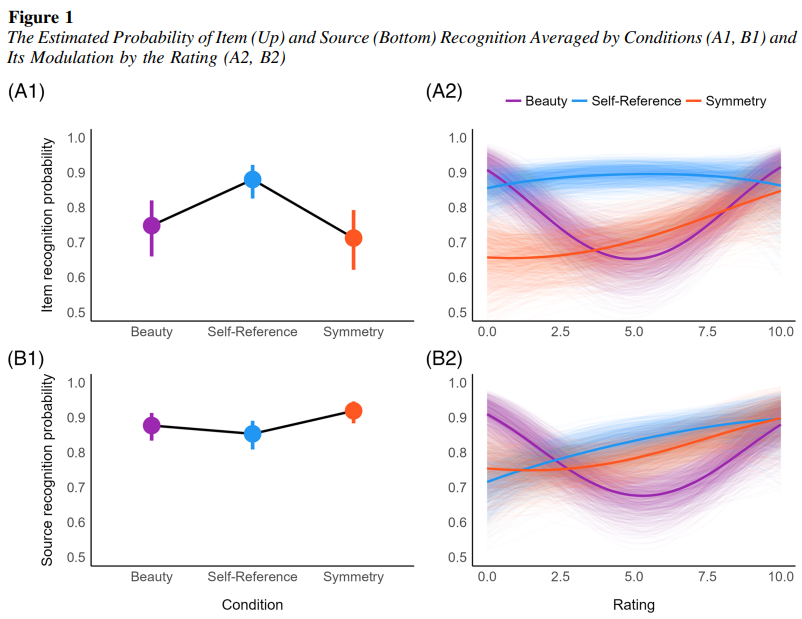 Figure 1
The Estimated Probability of Item (Up) and Source (Bottom) Recognition Averaged by Conditions (A1, B1) and
Its Modulation by the Rating (A2, B2)
(A1)
Item recognition probability
1.0
0.9
0.8
0.7
0.6
0.5
Beauty Self-Reference Symmetry
(A2)
Beauty Self-Reference Symmetry
1.0
0.9
0.8
0.7
0.6
0.5
0.0 2.5 5.0 7.5 10.0
(B1)
Source recognition probability
1.0
0.9
0.8
0.7
0.6
0.5
Beauty Self-Reference Symmetry
Condition
(B2)
1.0
0.9
0.8
0.7
0.6
0.5
0.0 2.5 5.0 7.5 10.0
Rating